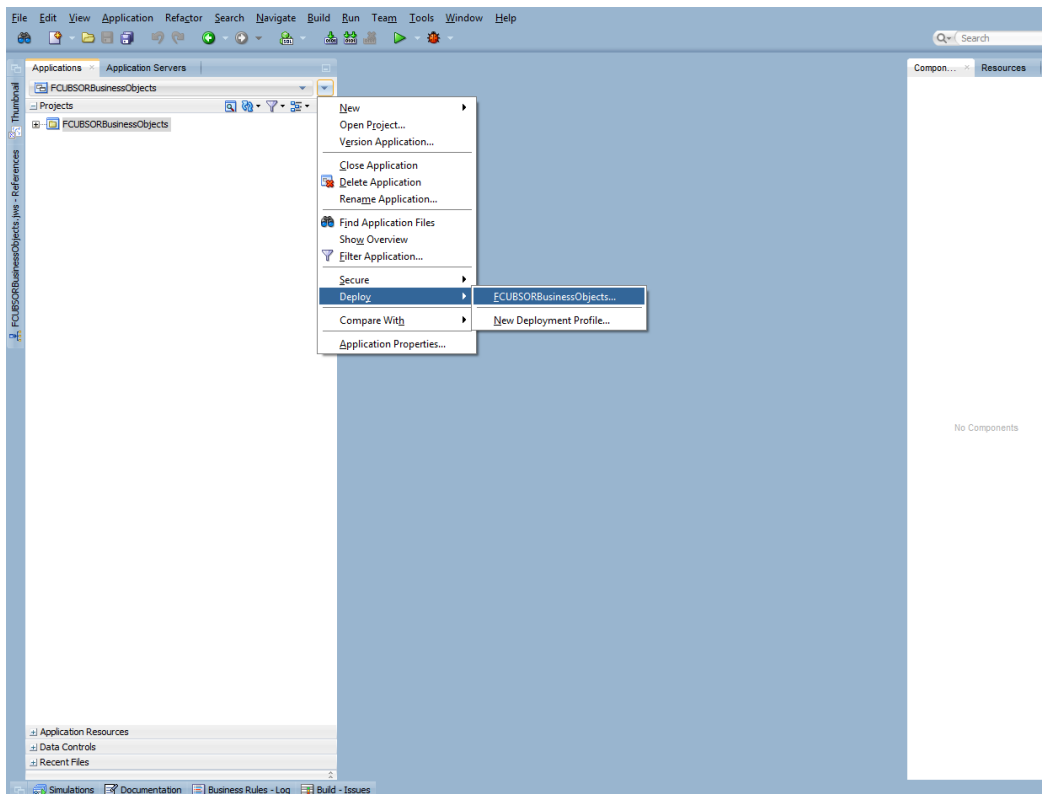 File Edit View Application Refactor Search Navigate Build Run Team Tools Window Help
Search
Applications
Application Servers
Compon...
Resources
FCUBSORBusinessObjects
Projects
FCUBSORBusinessObjects
Thumbnail
FCUBSORBusinessObjects.jws - References
New
Open Project...
Version Application...
Close Application
Delete Application
Rename Application...
Find Application Files
Show Overview
Filter Application...
Secure
Deploy
FCUBSORBusinessObjects...
Compare With
New Deployment Profile...
Application Properties...
No Components
Application Resources
Data Controls
Recent Files
Simulations Documentation Business Rules - Log Build - Issues